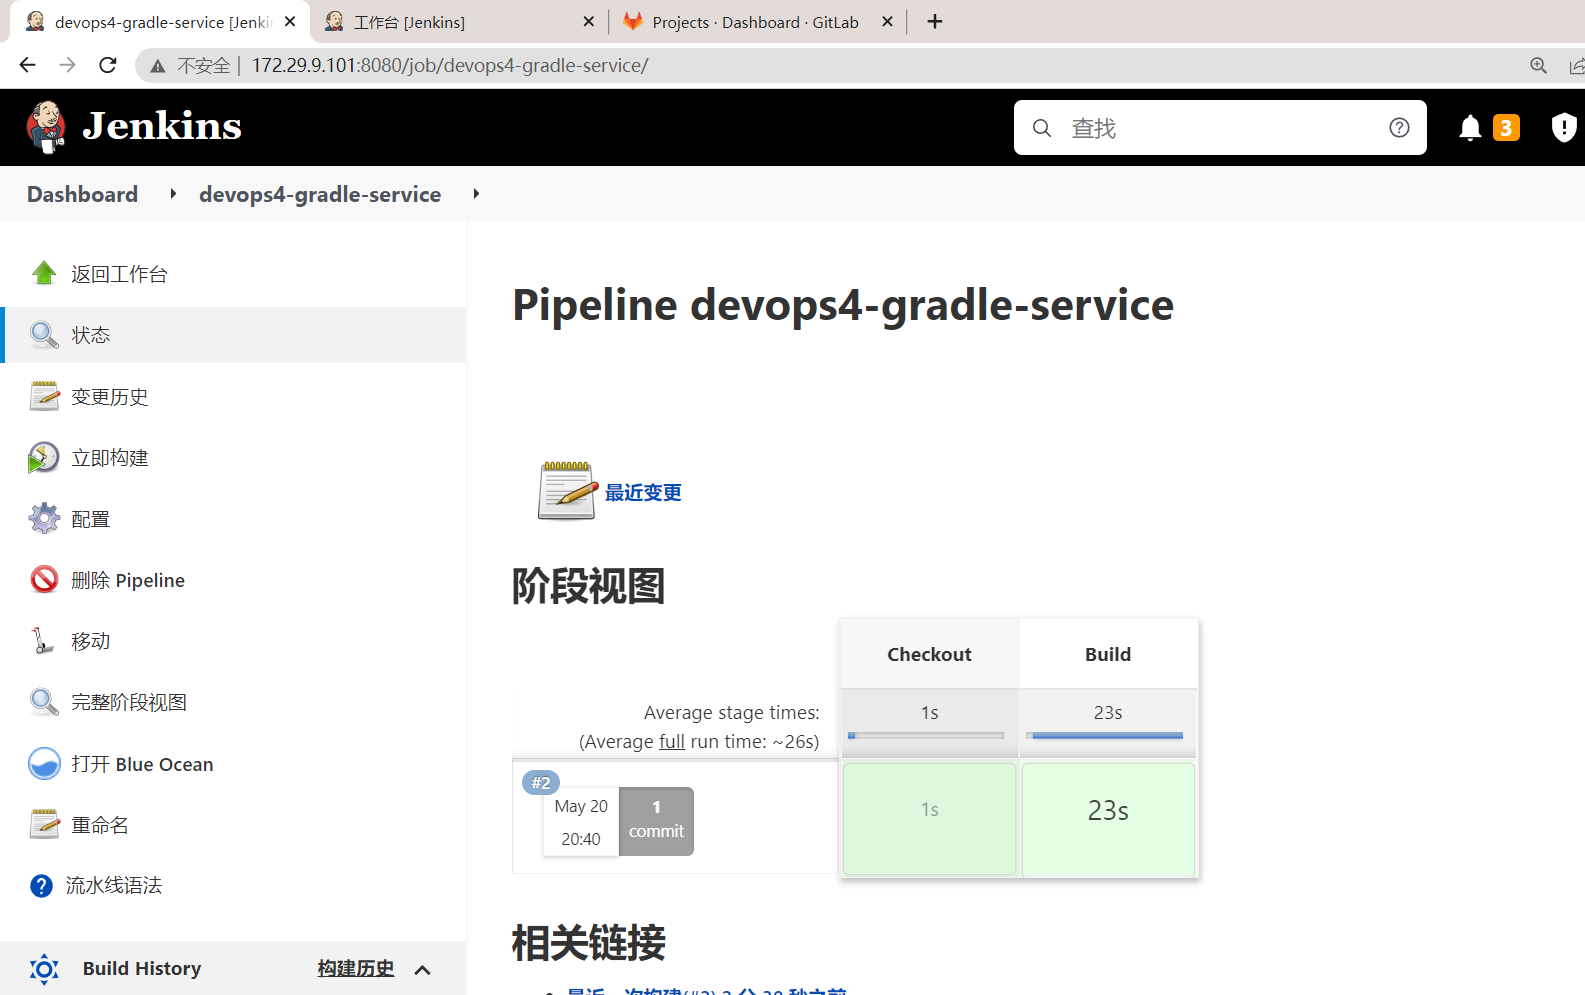 devops4-gradle-service [Jenki
工作台 [Jenkins]
Projects · Dashboard · GitLab
不安全 | 172.29.9.101:8080/job/devops4-gradle-service/
Jenkins
查找
3
Dashboard
devops4-gradle-service
返回工作台
状态
变更历史
立即构建
配置
删除 Pipeline
移动
完整阶段视图
打开 Blue Ocean
重命名
流水线语法
Build History
构建历史
Pipeline devops4-gradle-service
最近变更
阶段视图
Checkout
Build
Average stage times:
(Average full run time: ~26s)
1s
23s
#2
May 20
20:40
1
commit
1s
23s
相关链接